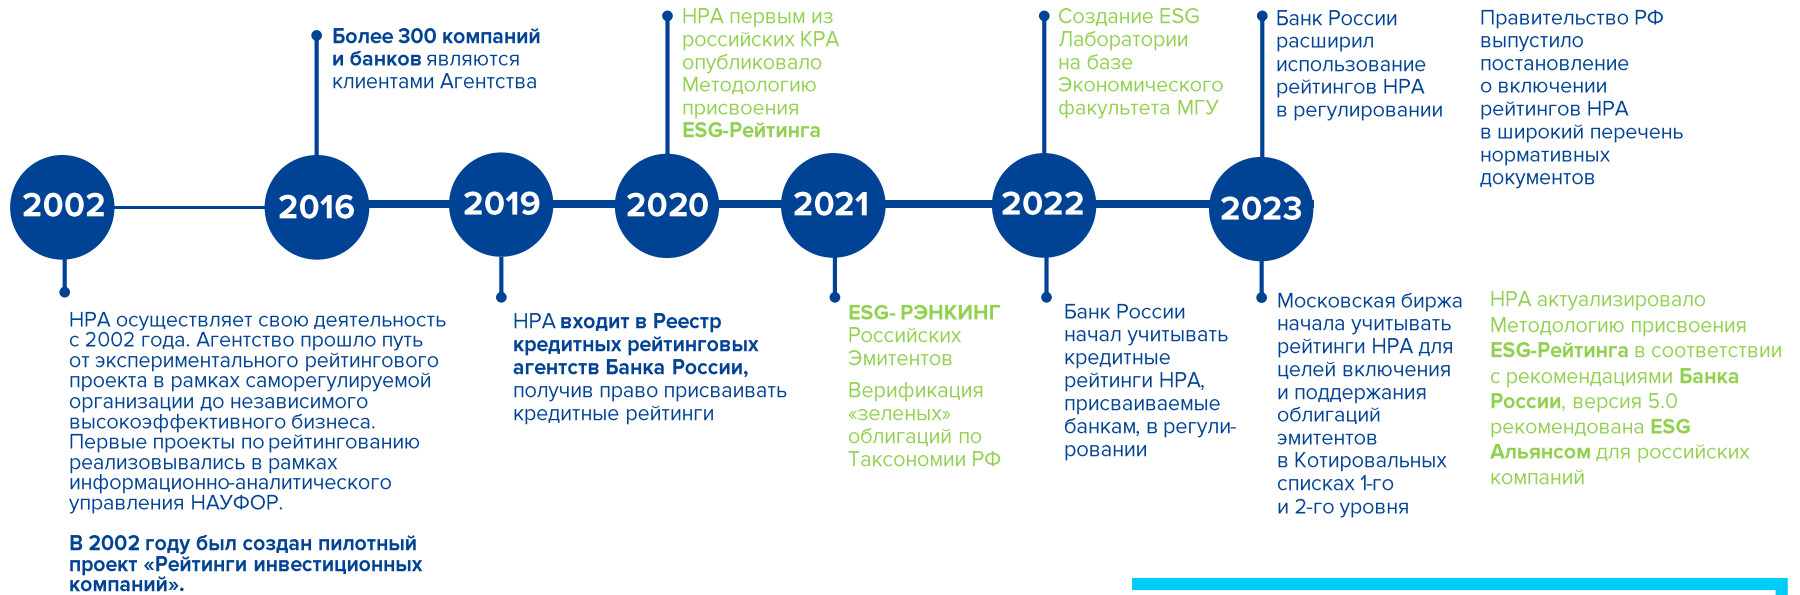 Более 300 компаний
и банков являются
клиентами Агентства
НРА первым из
российских КРА
опубликовало
Методологию
присвоения
ESG-Рейтинга
Создание ESG
Лаборатории
на базе
Экономического
факультета МГУ
Банк России
расширил
использование
рейтингов НРА
в регулировании
Правительство РФ
выпустило
постановление
о включении
рейтингов НРА
в широкий перечень
нормативных
документов
2002
2016
2019
2020
2021
2022
2023
НРА осуществляет свою деятельность
с 2002 года. Агентство прошло путь
от экспериментального рейтингового
проекта в рамках саморегулируемой
организации до независимого
высокоэффективного бизнеса.
Первые проекты по рейтингованию
реализовывались в рамках
информационно-аналитического
управления НАУФОР.
В 2002 году был создан пилотный
проект «Рейтинги инвестиционных
компаний».
НРА входит в Реестр
кредитных рейтинговых
агентств Банка России,
получив право присваивать
кредитные рейтинги
ESG- РЭНКИНГ
Российских
Эмитентов
Верификация
«зеленых»
облигаций по
Таксономии РФ
Банк России
начал учитывать
кредитные
рейтинги НРА,
присваиваемые
банкам, в регули-
ровании
Московская биржа
начала учитывать
рейтинги НРА для
целей включения
и поддержания
облигаций
эмитентов
в Котировальных
списках 1-го
и 2-го уровня
НРА актуализировало
Методологию присвоения
ESG-Рейтинга в соответствии
с рекомендациями Банка
России, версия 5.0
рекомендована ESG
Альянсом для российских
компаний